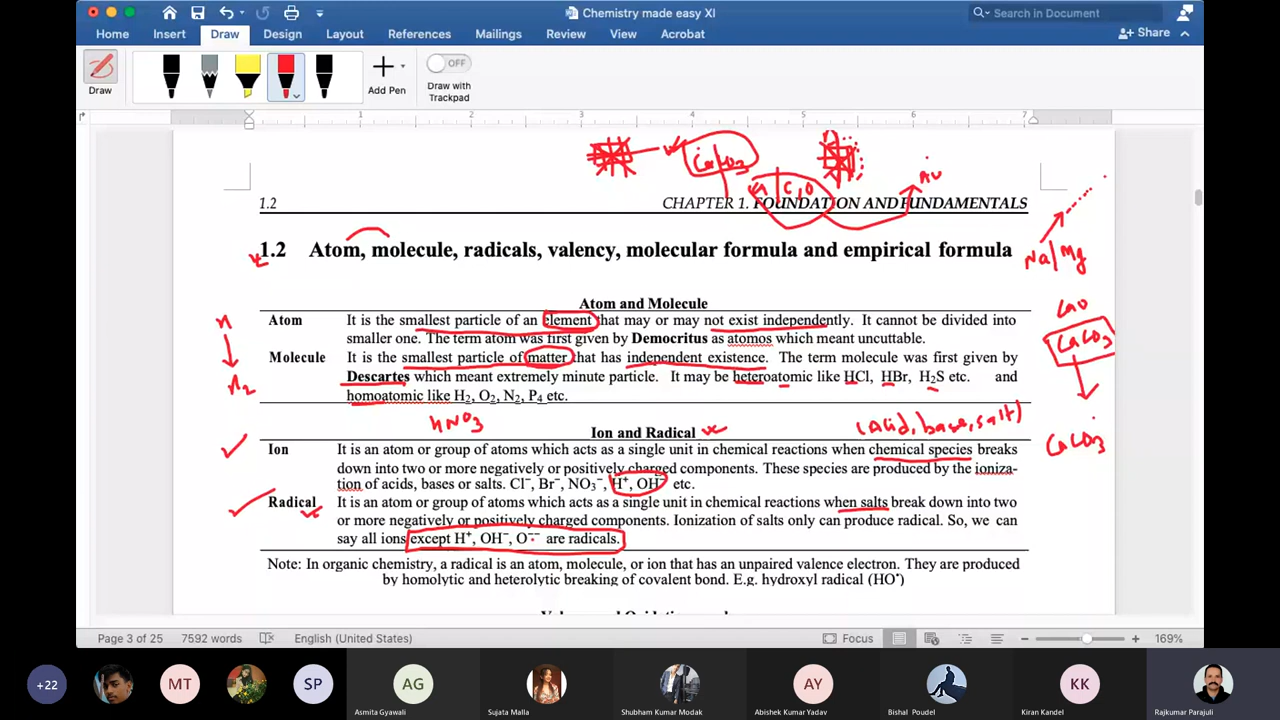 Chemistry made easy XI
Search in Document
Home Insert Draw Design Layout References Mailings Review View Acrobat
Share
Draw
Add Pen
OFF
Draw with
Trackpad
1 2 3 4 5 6 7
CaCO3
Ca C, O
Au
1.2 CHAPTER 1. FOUNDATION AND FUNDAMENTALS
1.2 Atom, molecule, radicals, valency, molecular formula and empirical formula
Na/Mg
Atom and Molecule
CaO
Atom It is the smallest particle of an element that may or may not exist independently. It cannot be divided into
smaller one. The term atom was first given by Democritus as atomos which meant uncuttable.
CaCO3
Molecule It is the smallest particle of matter that has independent existence. The term molecule was first given by
Descartes which meant extremely minute particle. It may be heteroatomic like HCl, HBr, H2S etc. and
homoatomic like H2, O2, N2, P4 etc.
HNO3
(Acid, base, salt)
Ion and Radical
CaCO3
Ion It is an atom or group of atoms which acts as a single unit in chemical reactions when chemical species breaks
down into two or more negatively or positively charged components. These species are produced by the ioniza-
tion of acids, bases or salts. Cl−, Br−, NO3−, H+, OH− etc.
Radical It is an atom or group of atoms which acts as a single unit in chemical reactions when salts break down into two
or more negatively or positively charged components. Ionization of salts only can produce radical. So, we can
say all ions except H+, OH−, O−− are radicals.
Note: In organic chemistry, a radical is an atom, molecule, or ion that has an unpaired valence electron. They are produced
by homolytic and heterolytic breaking of covalent bond. E.g. hydroxyl radical (HO•)
Page 3 of 25 7592 words English (United States) Focus 169%
+22 MT SP AG AY KK
Asmita Gyawali Sujata Malla Shubham Kumar Modak Abishek Kumar Yadav Bishal Poudel Kiran Kandel Rajkumar Parajuli